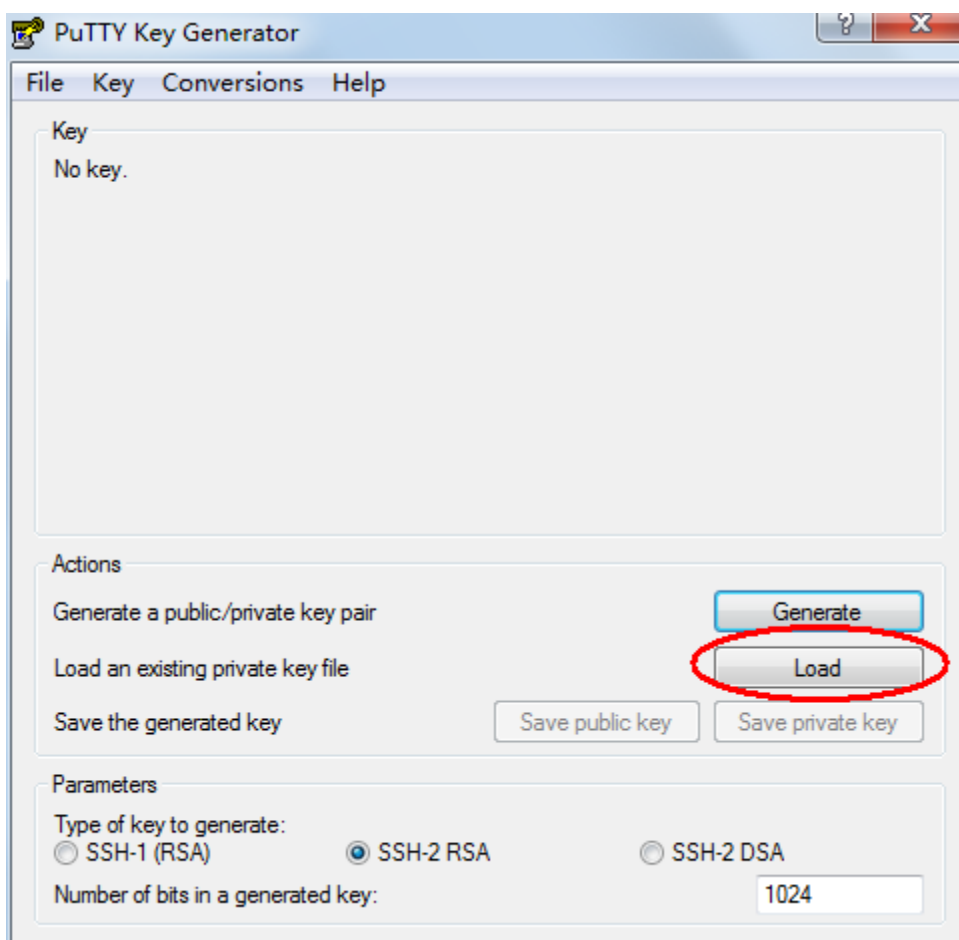 PuTTY Key Generator
File Key Conversions Help
Key
No key.
Actions
Generate a public/private key pair Generate
Load an existing private key file Load
Save the generated key Save public key Save private key
Parameters
Type of key to generate:
SSH-1 (RSA) SSH-2 RSA SSH-2 DSA
Number of bits in a generated key: 1024